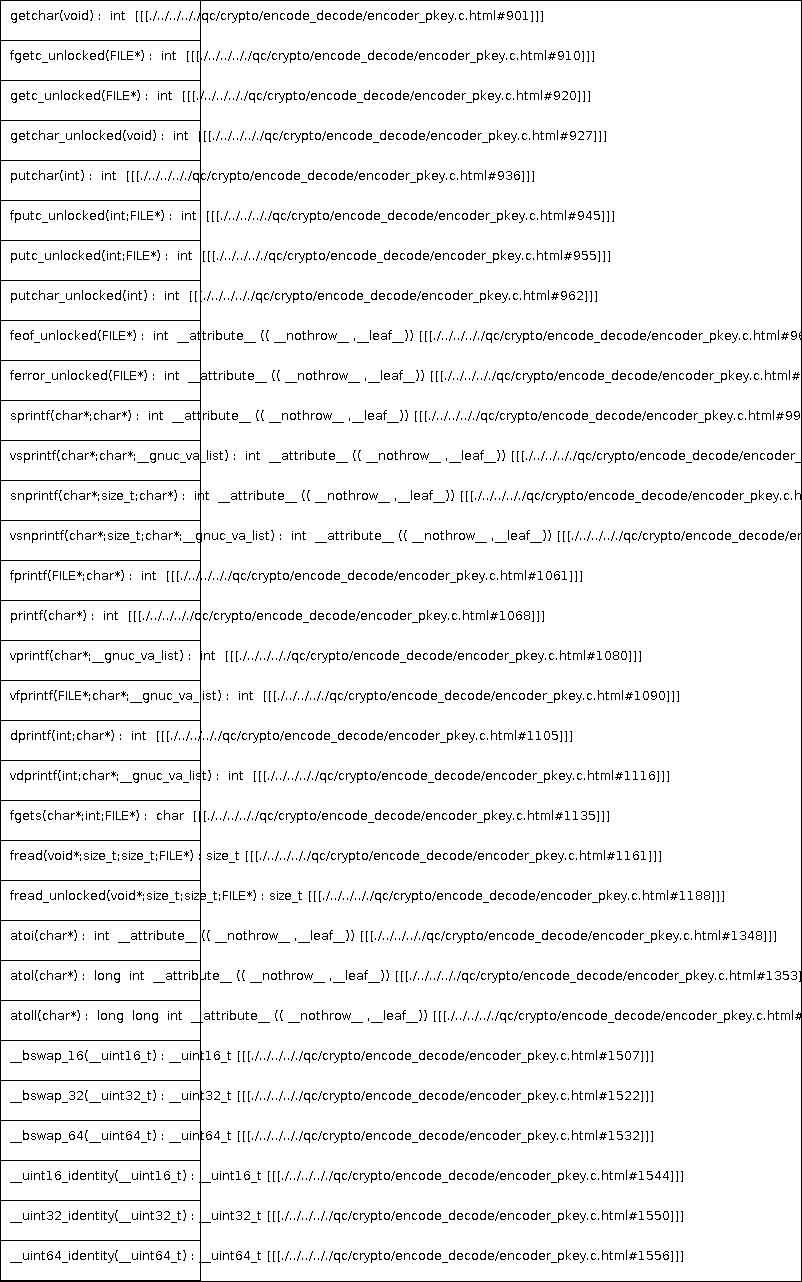 getchar(void) : int [[[./../../../../qc/crypto/encode_decode/encoder_pkey.c.html#901]]]
fgetc_unlocked(FILE*) : int [[[./../../../././qc/crypto/encode_decode/encoder_pkey.c.html#910]]]
getc_unlocked(FILE*) : int [[[./../../../././qc/crypto/encode_decode/encoder_pkey.c.html#920]]]
getchar_unlocked(void) : int [[[./../../../././qc/crypto/encode_decode/encoder_pkey.c.html#927]]]
putchar(int) : int [[[./../../../././qc/crypto/encode_decode/encoder_pkey.c.html#936]]]
fputc_unlocked(int;FILE*) : int [[[./../../../././qc/crypto/encode_decode/encoder_pkey.c.html#945]]]
putc_unlocked(int;FILE*) : int [[[./../../../././qc/crypto/encode_decode/encoder_pkey.c.html#955]]]
putchar_unlocked(int) : int [[[./../../../././qc/crypto/encode_decode/encoder_pkey.c.html#962]]]
feof_unlocked(FILE*) : int __attribute__ (( __nothrow__ ,__leaf__)) [[[./../../../././qc/crypto/encode_decode/encoder_pkey.c.html#96
ferror_unlocked(FILE*) : int __attribute__ (( __nothrow__ ,__leaf__)) [[[./../../../././qc/crypto/encode_decode/encoder_pkey.c.html#
sprintf(char*;char*) : int __attribute__ (( __nothrow__ ,__leaf__)) [[[./../../../././qc/crypto/encode_decode/encoder_pkey.c.html#99
vsprintf(char*;char*;__gnuc_va_list) : int __attribute__ (( __nothrow__ ,__leaf__)) [[[./../../../././qc/crypto/encode_decode/encoder_
snprintf(char*;size_t;char*) : int __attribute__ (( __nothrow__ ,__leaf__)) [[[./../../../././qc/crypto/encode_decode/encoder_pkey.c.h
vsnprintf(char*;size_t;char*;__gnuc_va_list) : int __attribute__ (( __nothrow__ ,__leaf__)) [[[./../../../././qc/crypto/encode_decode/er
fprintf(FILE*;char*) : int [[[./../../../././qc/crypto/encode_decode/encoder_pkey.c.html#1061]]]
printf(char*) : int [[[./../../../././qc/crypto/encode_decode/encoder_pkey.c.html#1068]]]
vprintf(char*;__gnuc_va_list) : int [[[./../../../././qc/crypto/encode_decode/encoder_pkey.c.html#1080]]]
vfprintf(FILE*;char*;__gnuc_va_list) : int [[[./../../../././qc/crypto/encode_decode/encoder_pkey.c.html#1090]]]
dprintf(int;char*) : int [[[./../../../././qc/crypto/encode_decode/encoder_pkey.c.html#1105]]]
vdprintf(int;char*;__gnuc_va_list) : int [[[./../../../././qc/crypto/encode_decode/encoder_pkey.c.html#1116]]]
fgets(char*;int;FILE*) : char [[[./../../../././qc/crypto/encode_decode/encoder_pkey.c.html#1135]]]
fread(void*;size_t;size_t;FILE*) : size_t [[[./../../../././qc/crypto/encode_decode/encoder_pkey.c.html#1161]]]
fread_unlocked(void*;size_t;size_t;FILE*) : size_t [[[./../../../././qc/crypto/encode_decode/encoder_pkey.c.html#1188]]]
atoi(char*) : int __attribute__ (( __nothrow__ ,__leaf__)) [[[./../../../././qc/crypto/encode_decode/encoder_pkey.c.html#1348]]]
atol(char*) : long int __attribute__ (( __nothrow__ ,__leaf__)) [[[./../../../././qc/crypto/encode_decode/encoder_pkey.c.html#1353]
atoll(char*) : long long int __attribute__ (( __nothrow__ ,__leaf__)) [[[./../../../././qc/crypto/encode_decode/encoder_pkey.c.html#
__bswap_16(__uint16_t) : __uint16_t [[[./../../../././qc/crypto/encode_decode/encoder_pkey.c.html#1507]]]
__bswap_32(__uint32_t) : __uint32_t [[[./../../../././qc/crypto/encode_decode/encoder_pkey.c.html#1522]]]
__bswap_64(__uint64_t) : __uint64_t [[[./../../../././qc/crypto/encode_decode/encoder_pkey.c.html#1532]]]
__uint16_identity(__uint16_t) : __uint16_t [[[./../../../././qc/crypto/encode_decode/encoder_pkey.c.html#1544]]]
__uint32_identity(__uint32_t) : __uint32_t [[[./../../../././qc/crypto/encode_decode/encoder_pkey.c.html#1550]]]
__uint64_identity(__uint64_t) : __uint64_t [[[./../../../././qc/crypto/encode_decode/encoder_pkey.c.html#1556]]]